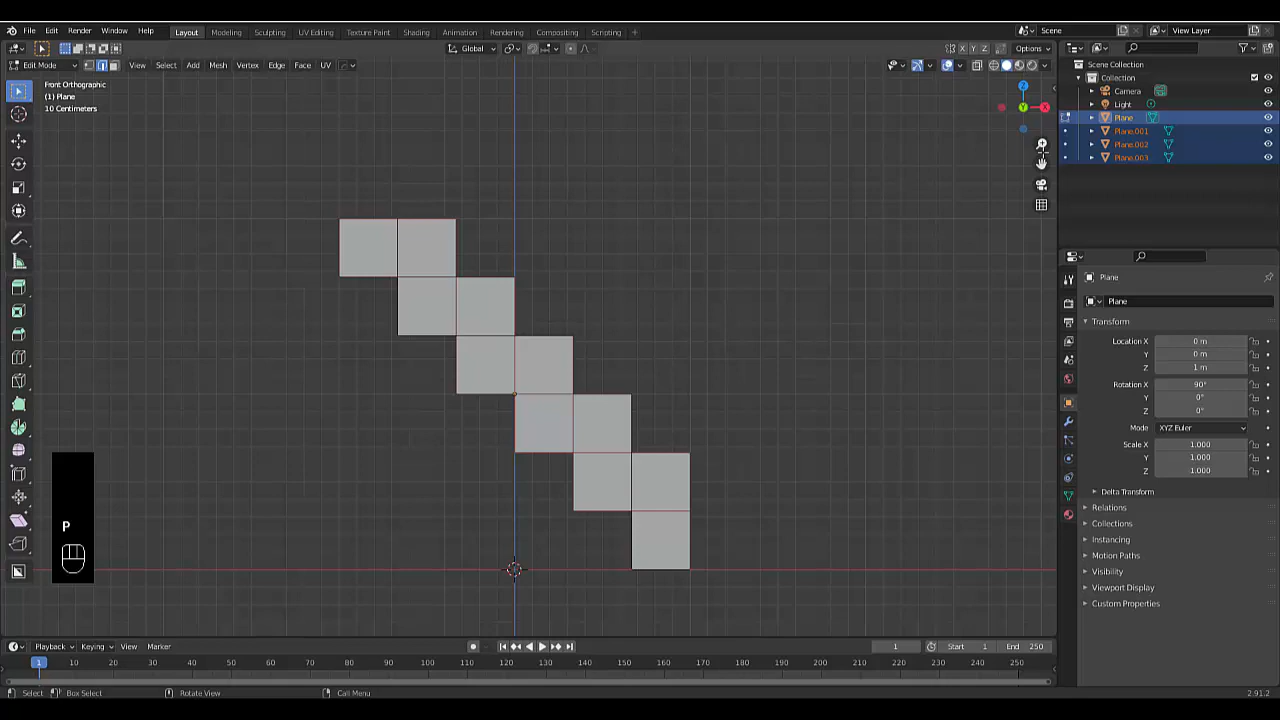 File Edit Render Window Help Layout Modeling Sculpting UV Editing Texture Paint Shading Animation Rendering Compositing Scripting + Scene View Layer
Global X Y Z Options
Edit Mode View Select Add Mesh Vertex Edge Face UV
Front Orthographic
(1) Plane
10 Centimeters
Z
Y X
P
Scene Collection
Collection
Camera
Light
Plane
Plane.001
Plane.002
Plane.003
Plane
Plane
Transform
Location X 0 m
Y 0 m
Z 1 m
Rotation X 90°
Y 0°
Z 0°
Mode XYZ Euler
Scale X 1.000
Y 1.000
Z 1.000
Delta Transform
Relations
Collections
Instancing
Motion Paths
Visibility
Viewport Display
Custom Properties
Playback Keying View Marker 1 Start 1 End 250
1 10 20 30 40 50 60 70 80 90 100 110 120 130 140 150 160 170 180 190 200 210 220 230 240 250
Select Box Select Rotate View Call Menu 2.91.2